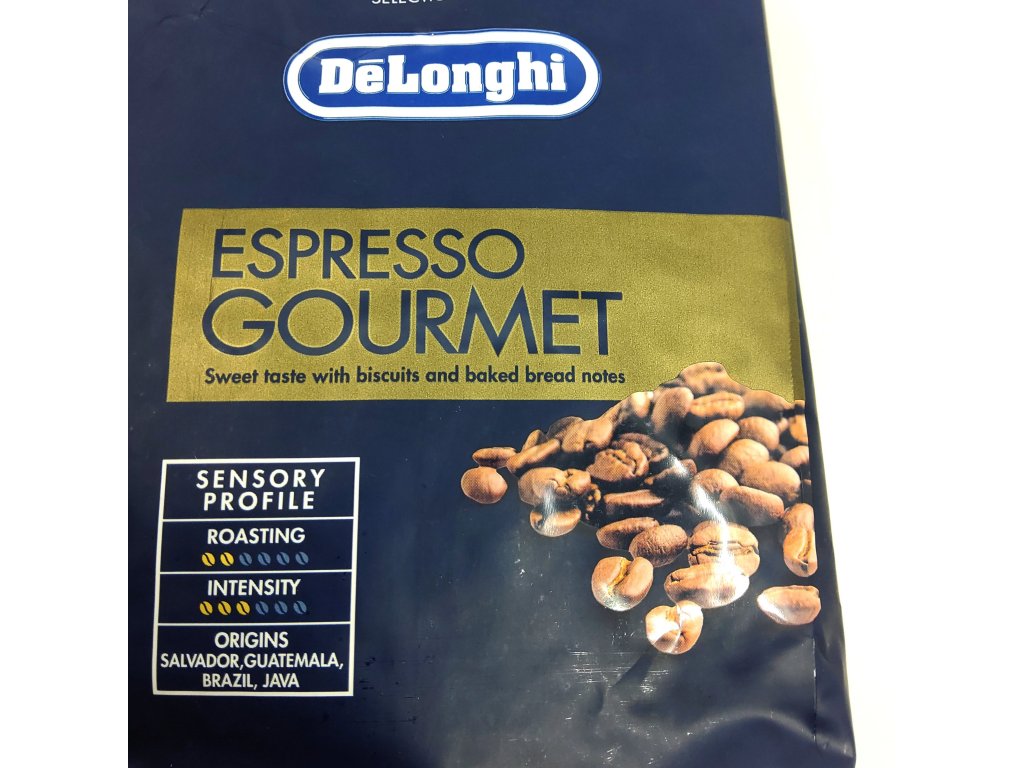 DēLonghi
ESPRESSO
GOURMET
Sweet taste with biscuits and baked bread notes
SENSORY
PROFILE
ROASTING
INTENSITY
ORIGINS
SALVADOR,GUATEMALA,
BRAZIL, JAVA